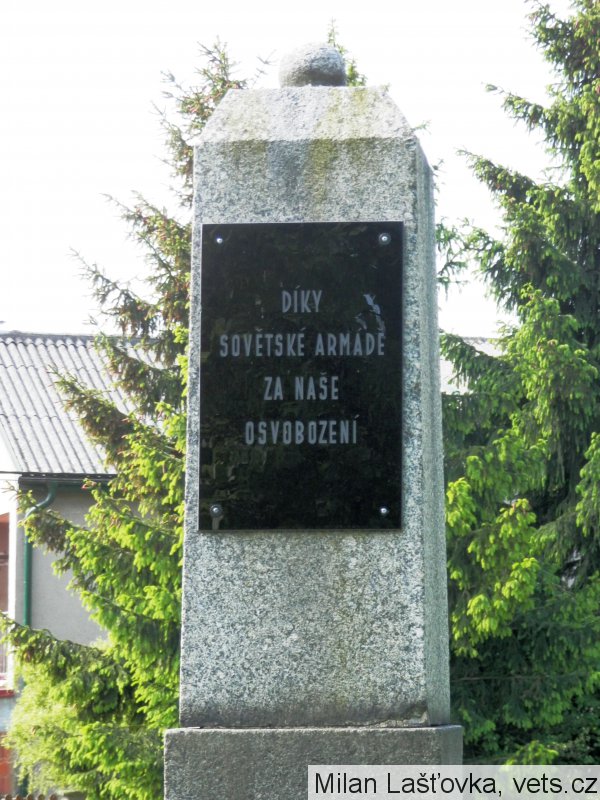 DÍKY
SOVĚTSKÉ ARMÁDĚ
ZA NAŠE
OSVOBOZENÍ
Milan Lašťovka, vets.cz